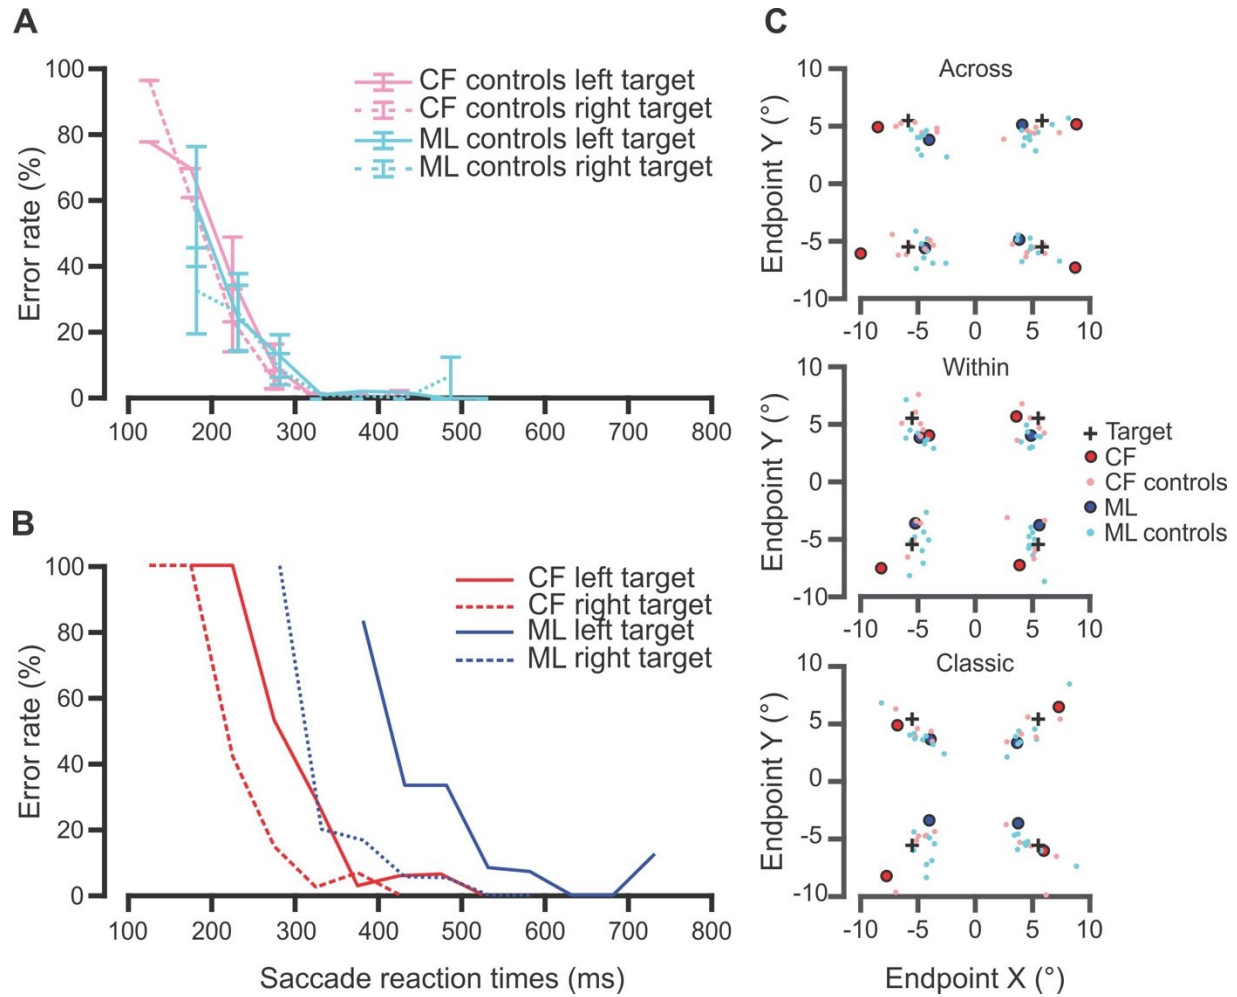 A
100
80
60
40
20
0
Error rate (%)
CF controls left target
CF controls right target
ML controls left target
ML controls right target
100 200 300 400 500 600 700 800
B
100
80
60
40
20
0
Error rate (%)
CF left target
CF right target
ML left target
ML right target
100 200 300 400 500 600 700 800
Saccade reaction times (ms)
C
Across
10
5
0
-5
-10
Endpoint Y (°)
-10 -5 0 5 10
Within
10
5
0
-5
-10
Endpoint Y (°)
-10 -5 0 5 10
Target
CF
CF controls
ML
ML controls
Classic
10
5
0
-5
-10
Endpoint Y (°)
-10 -5 0 5 10
Endpoint X (°)